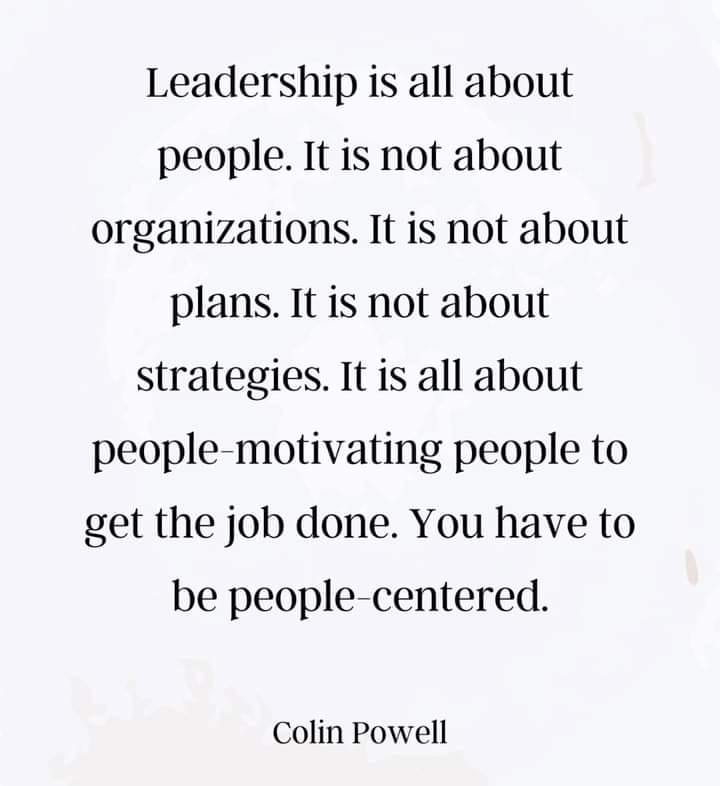 Leadership is all about
people. It is not about
organizations. It is not about
plans. It is not about
strategies. It is all about
people-motivating people to
get the job done. You have to
be people-centered.
Colin Powell